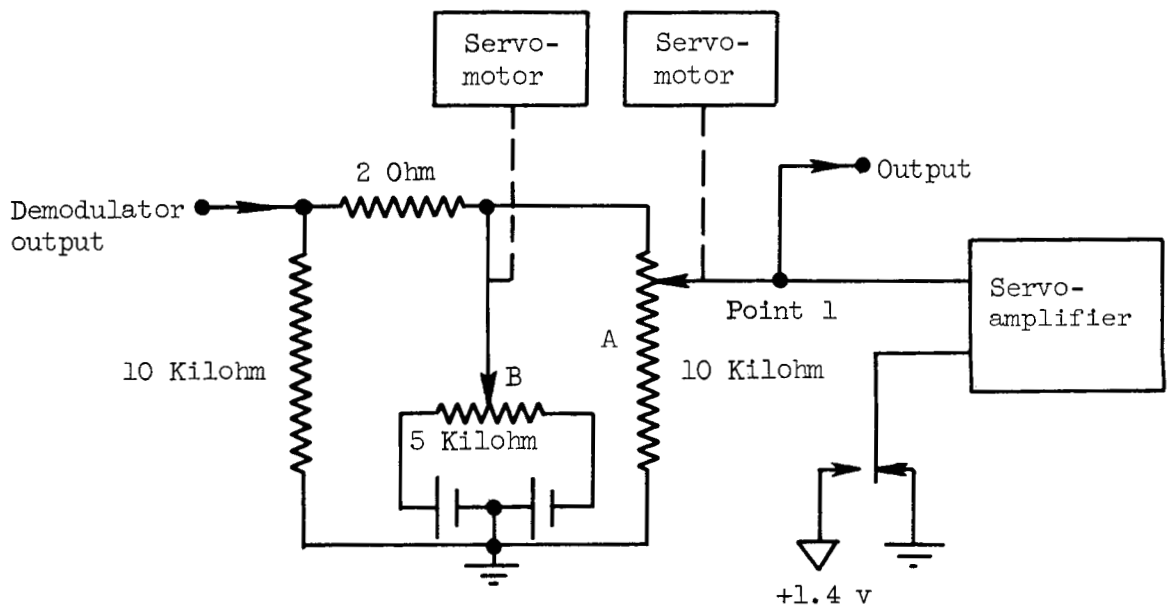 Servo-
motor
Servo-
motor
2 Ohm
Output
Demodulator
output
Point 1
Servo-
amplifier
A
10 Kilohm
10 Kilohm
B
5 Kilohm
+1.4 v